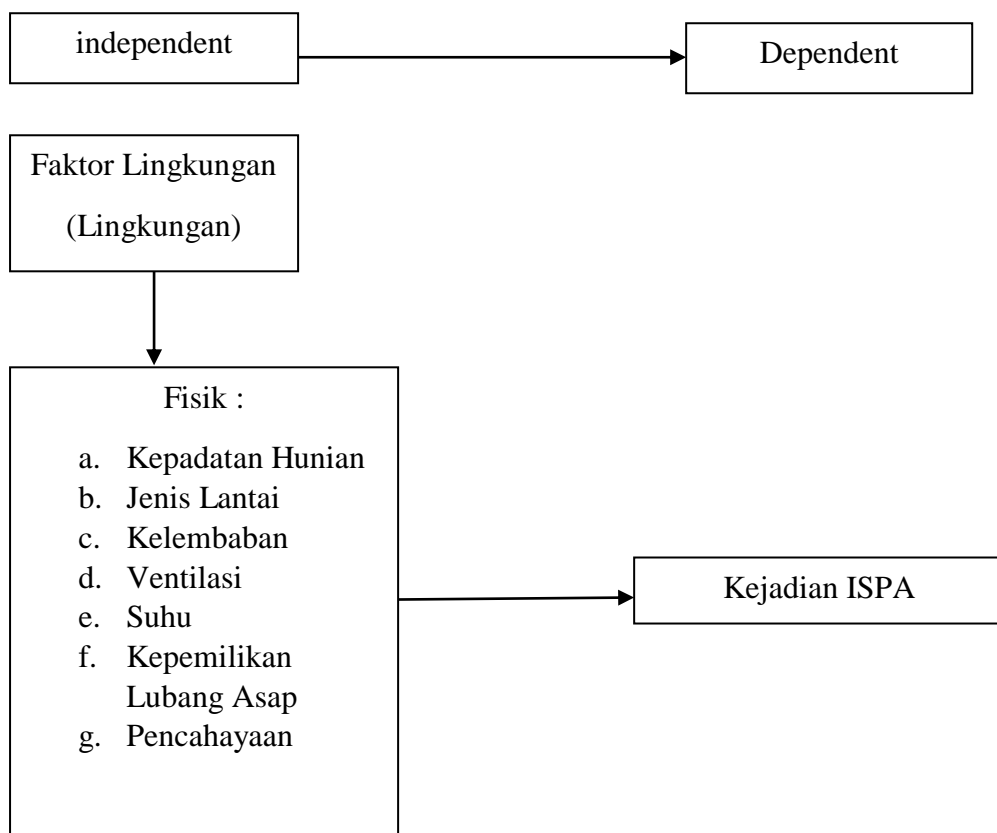 independent
Dependent
Faktor Lingkungan
(Lingkungan)
Fisik :
a. Kepadatan Hunian
b. Jenis Lantai
c. Kelembaban
d. Ventilasi
e. Suhu
f. Kepemilikan
Lubang Asap
g. Pencahayaan
Kejadian ISPA